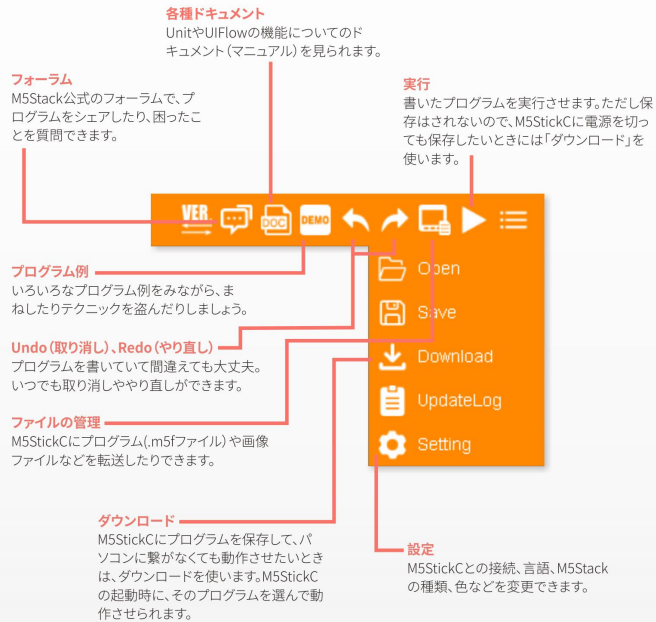 各種ドキュメント
UnitやUIFlowの機能についてのド
キュメント（マニュアル）を見られます。
フォーラム
M5Stack公式のフォーラムで、プ
ログラムをシェアしたり、困ったこ
とを質問できます。
実行
書いたプログラムを実行させます。ただし保
存はされないので、M5StickCに電源を切っ
ても保存したいときには「ダウンロード」を
使います。
VER.
DOC
DEMO
Open
Save
Download
UpdateLog
Setting
プログラム例
いろいろなプログラム例をみながら、ま
ねしたりテクニックを盗んだりしましょう。
Undo（取り消し）、Redo（やり直し）
プログラムを書いていて間違えても大丈夫。
いつでも取り消しややり直しができます。
ファイルの管理
M5StickCにプログラム(.m5fファイル）や画像
ファイルなどを転送したりできます。
ダウンロード
M5StickCにプログラムを保存して、パ
ソコンに繋がなくても動作させたいとき
は、ダウンロードを使います。M5StickC
の起動時に、そのプログラムを選んで動
作させられます。
設定
M5StickCとの接続、言語、M5Stack
の種類、色などを変更できます。